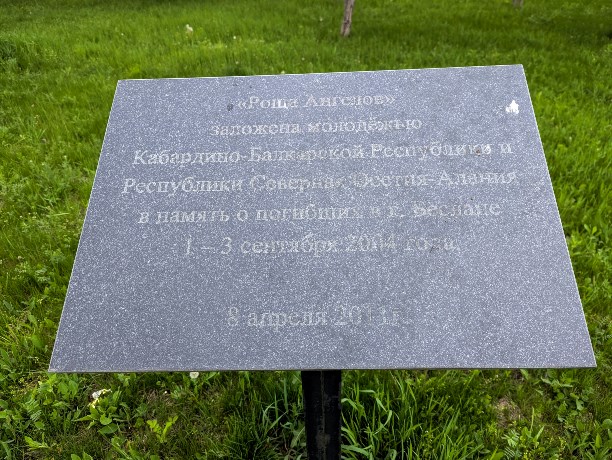 «Роща Ангелов»
заложена молодёжью
Кабардино-Балкарской Республики и
Республики Северная Осетия-Алания
в память о погибших в г. Беслане
1 – 3 сентября 2004 года.
8 апреля 2011г.